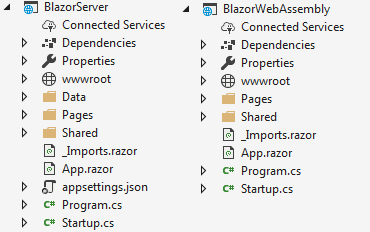 BlazorServer
Connected Services
Dependencies
Properties
wwwroot
Data
Pages
Shared
_Imports.razor
App.razor
appsettings.json
C# Program.cs
C# Startup.cs
BlazorWebAssembly
Connected Services
Dependencies
Properties
wwwroot
Pages
Shared
_Imports.razor
App.razor
C# Program.cs
C# Startup.cs